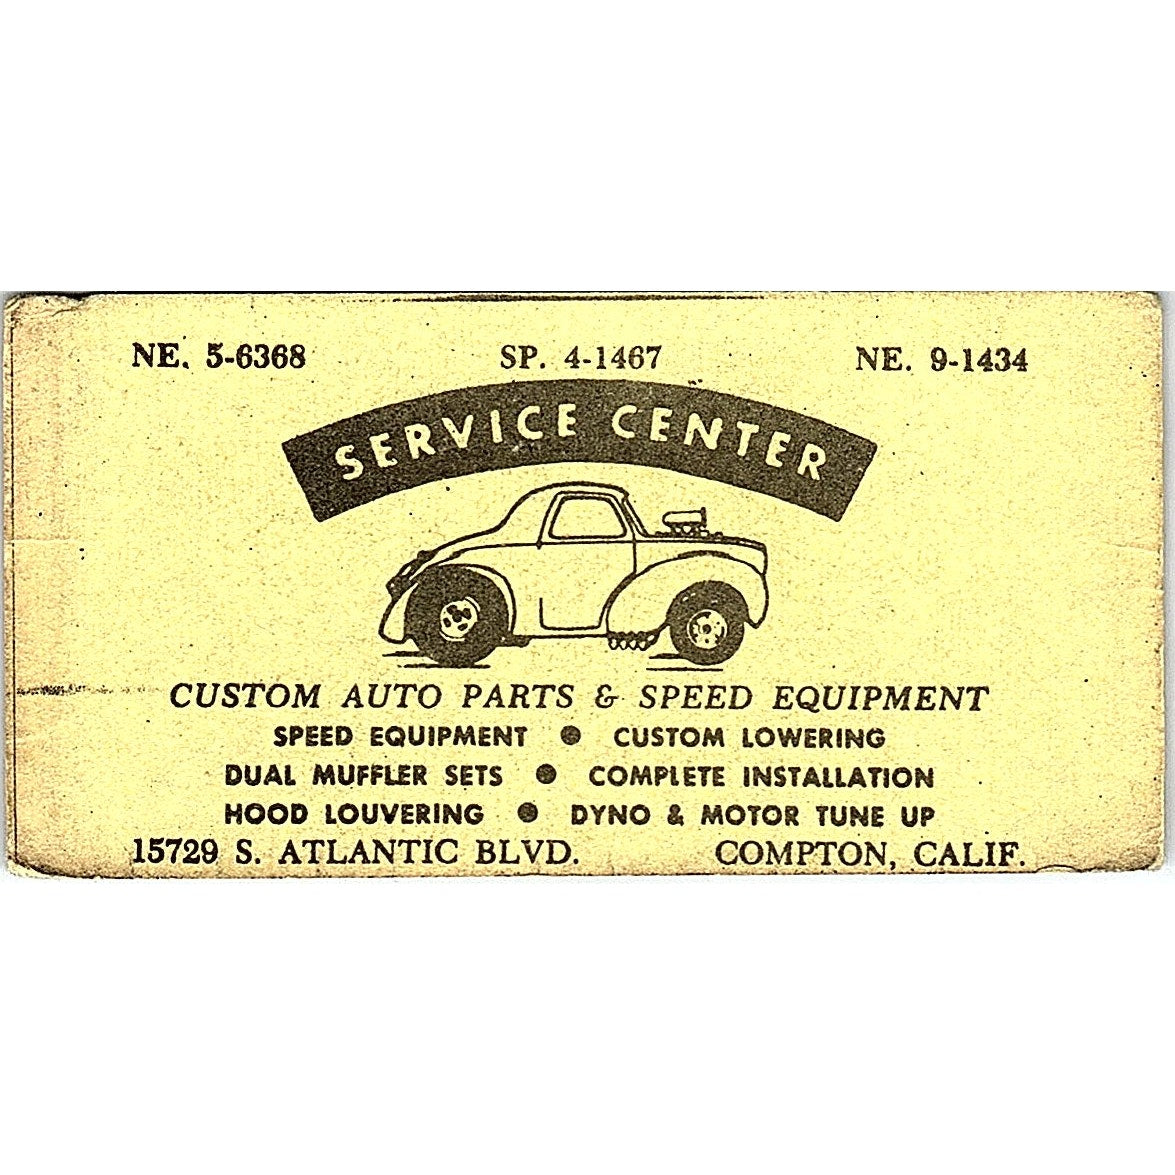 NE. 5-6368 SP. 4-1467 NE. 9-1434
SERVICE CENTER
CUSTOM AUTO PARTS & SPEED EQUIPMENT
SPEED EQUIPMENT ● CUSTOM LOWERING
DUAL MUFFLER SETS ● COMPLETE INSTALLATION
HOOD LOUVERING ● DYNO & MOTOR TUNE UP
15729 S. ATLANTIC BLVD. COMPTON, CALIF.